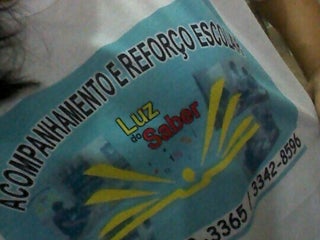 ACOMPANHAMENTO E REFORÇO ESCOLAR
Luz
do
Saber
3365 / 3342-8596